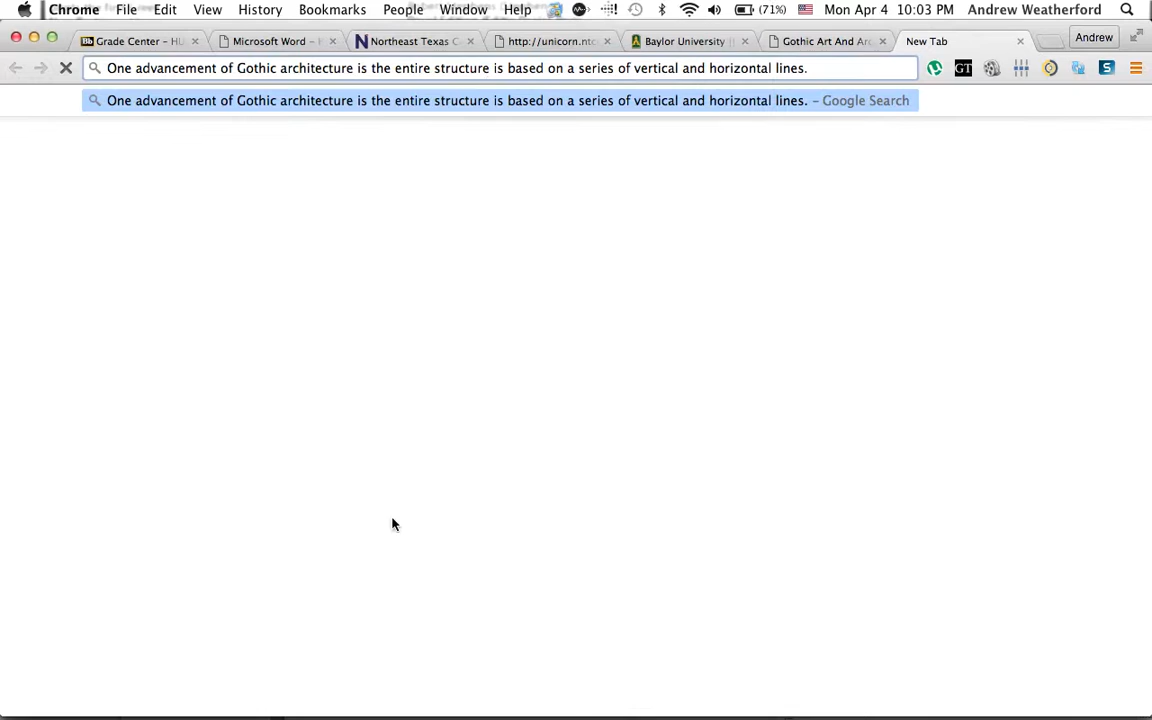 Chrome File Edit View History Bookmarks People Window Help (71%) Mon Apr 4 10:03 PM Andrew Weatherford
Grade Center – HU Microsoft Word – Northeast Texas C http://unicorn.ntc Baylor University Gothic Art And Arc New Tab Andrew
One advancement of Gothic architecture is the entire structure is based on a series of vertical and horizontal lines. GT S
One advancement of Gothic architecture is the entire structure is based on a series of vertical and horizontal lines. – Google Search